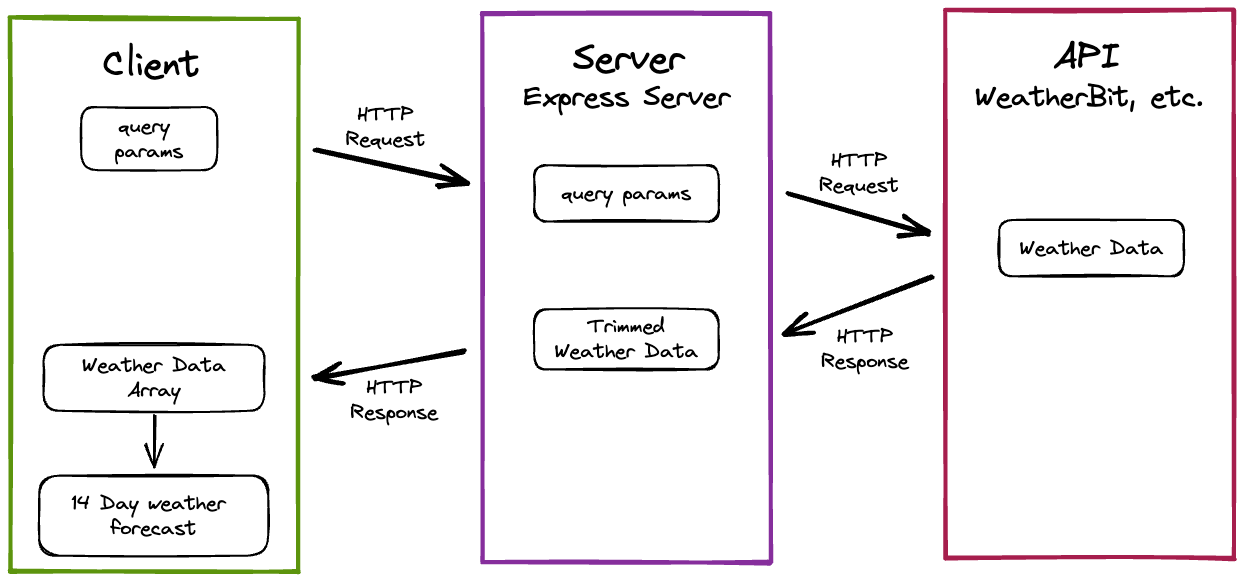 Client
query
params
HTTP
Request
Server
Express Server
query params
HTTP
Request
API
WeatherBit, etc.
Weather Data
HTTP
Response
Trimmed
Weather Data
HTTP
Response
Weather Data
Array
14 Day weather
forecast